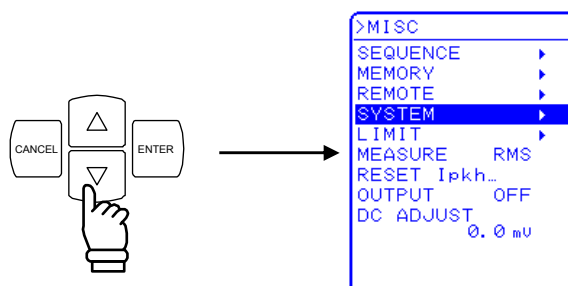 CANCEL
ENTER
>MISC
SEQUENCE
MEMORY
REMOTE
SYSTEM
LIMIT
MEASURE RMS
RESET Ipkh…
OUTPUT OFF
DC ADJUST
0.0 mV